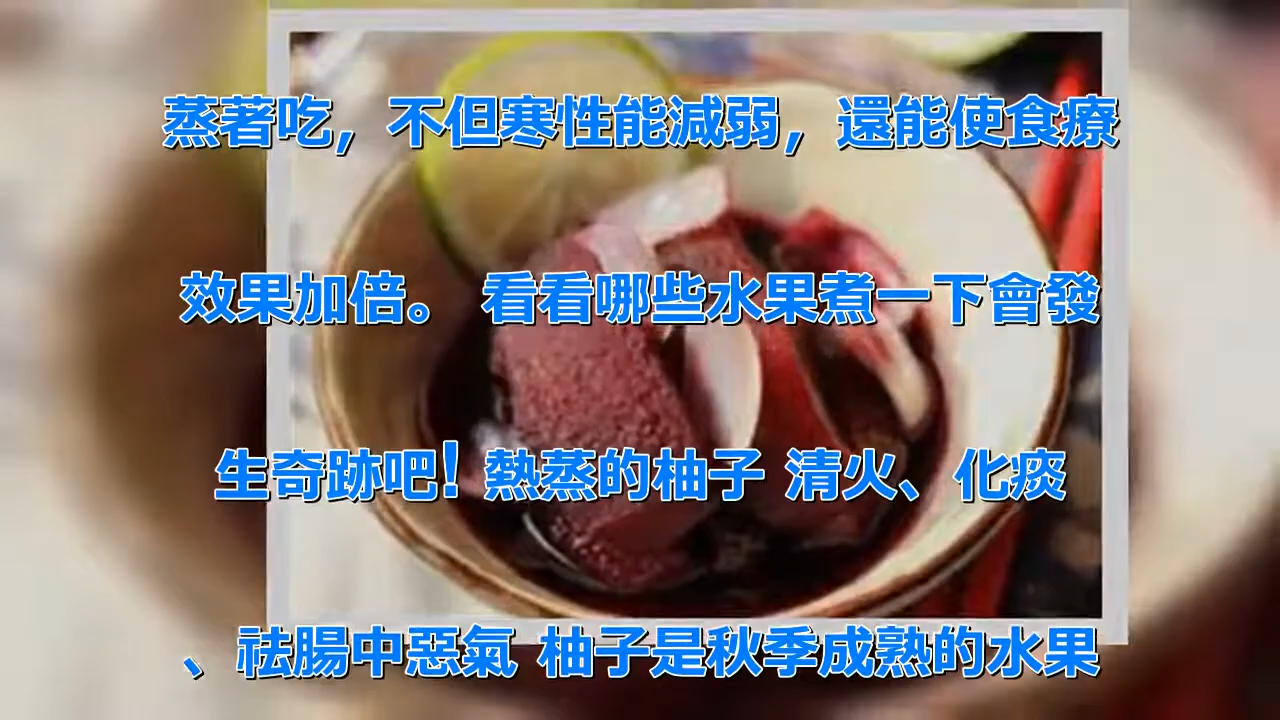 蒸著吃，不但寒性能減弱，還能使食療
效果加倍。 看看哪些水果煮一下會發
生奇跡吧！熱蒸的柚子 清火、化痰
、祛腸中惡氣 柚子是秋季成熟的水果